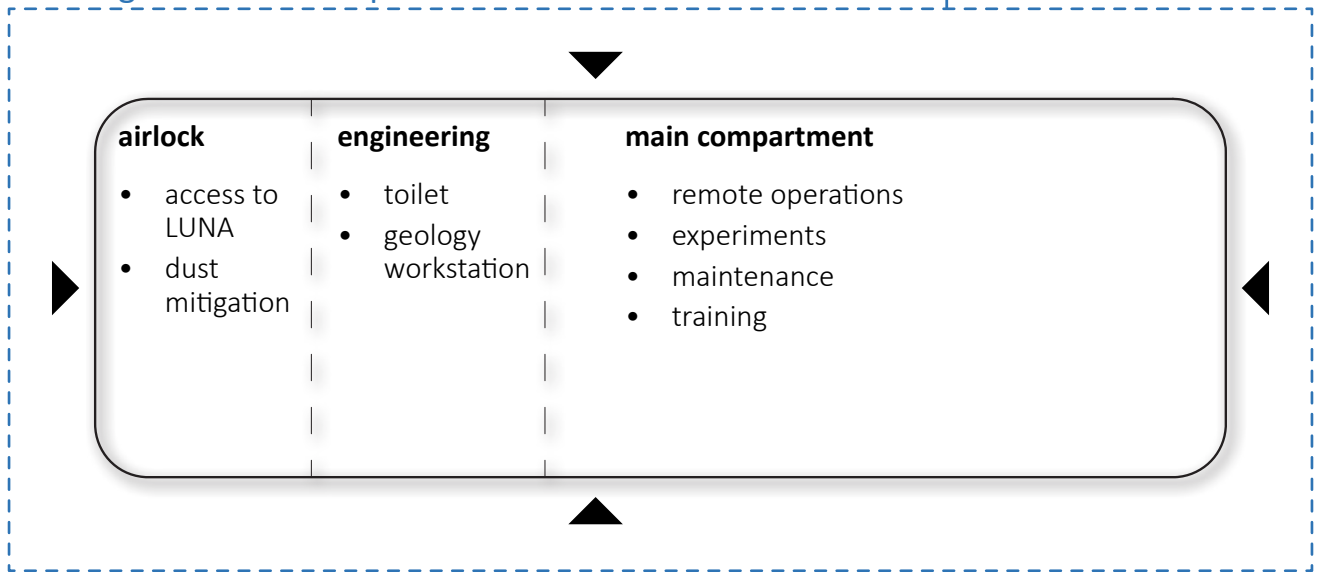 airlock
• access to
LUNA
• dust
mitigation
engineering
• toilet
• geology
workstation
main compartment
• remote operations
• experiments
• maintenance
• training